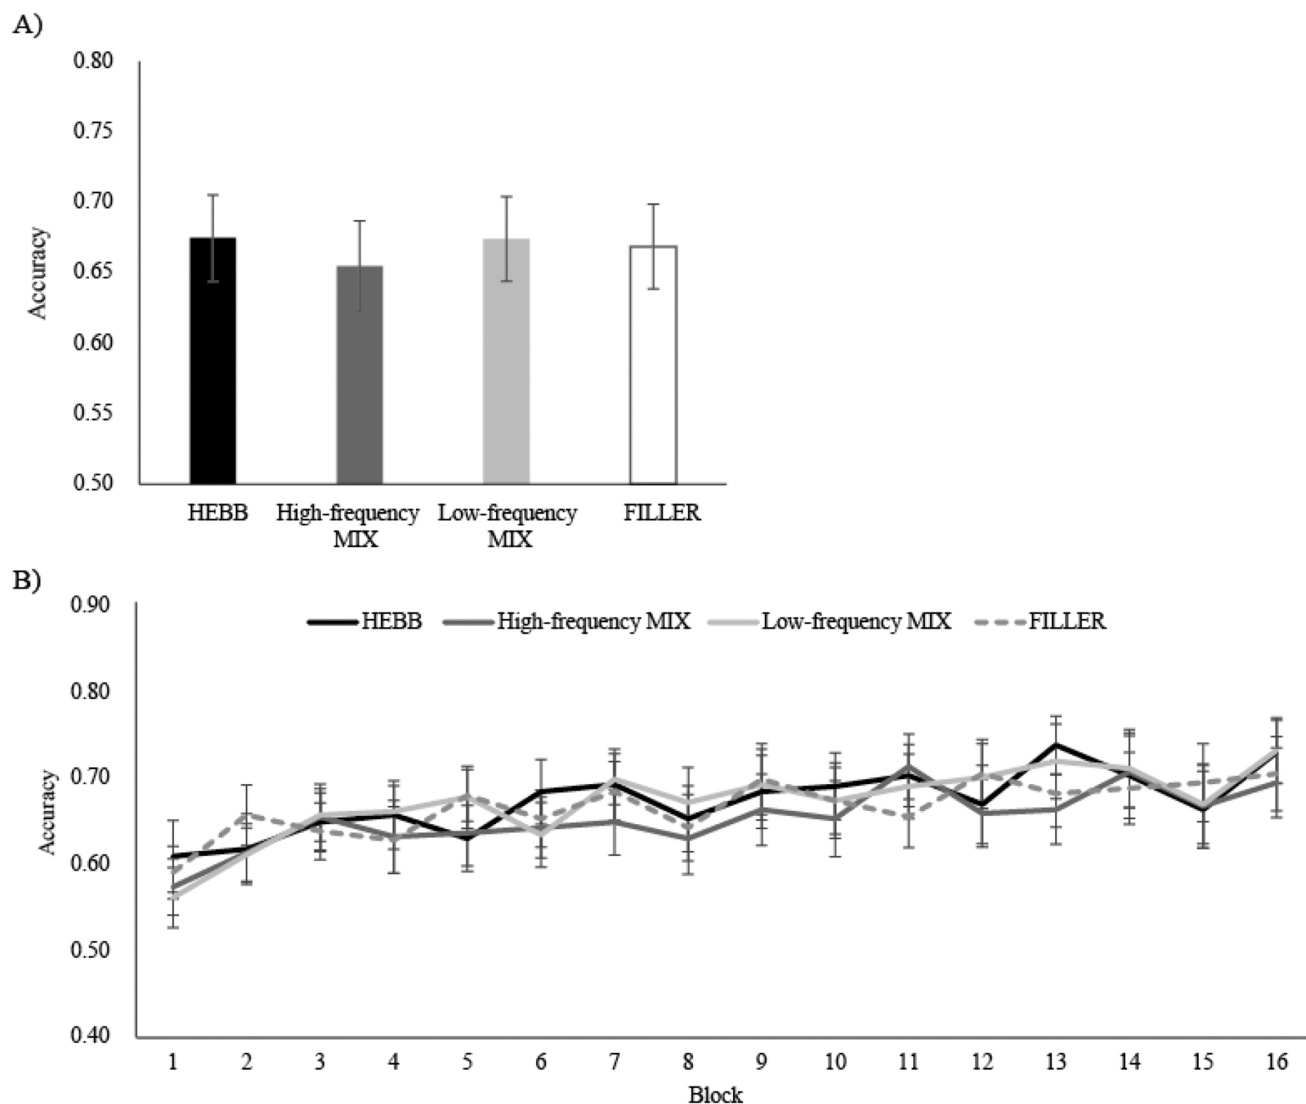 A)
Accuracy
0.80
0.75
0.70
0.65
0.60
0.55
0.50
HEBB High-frequency MIX Low-frequency MIX FILLER
B)
HEBB High-frequency MIX Low-frequency MIX FILLER
Accuracy
0.90
0.80
0.70
0.60
0.50
0.40
1 2 3 4 5 6 7 8 9 10 11 12 13 14 15 16
Block